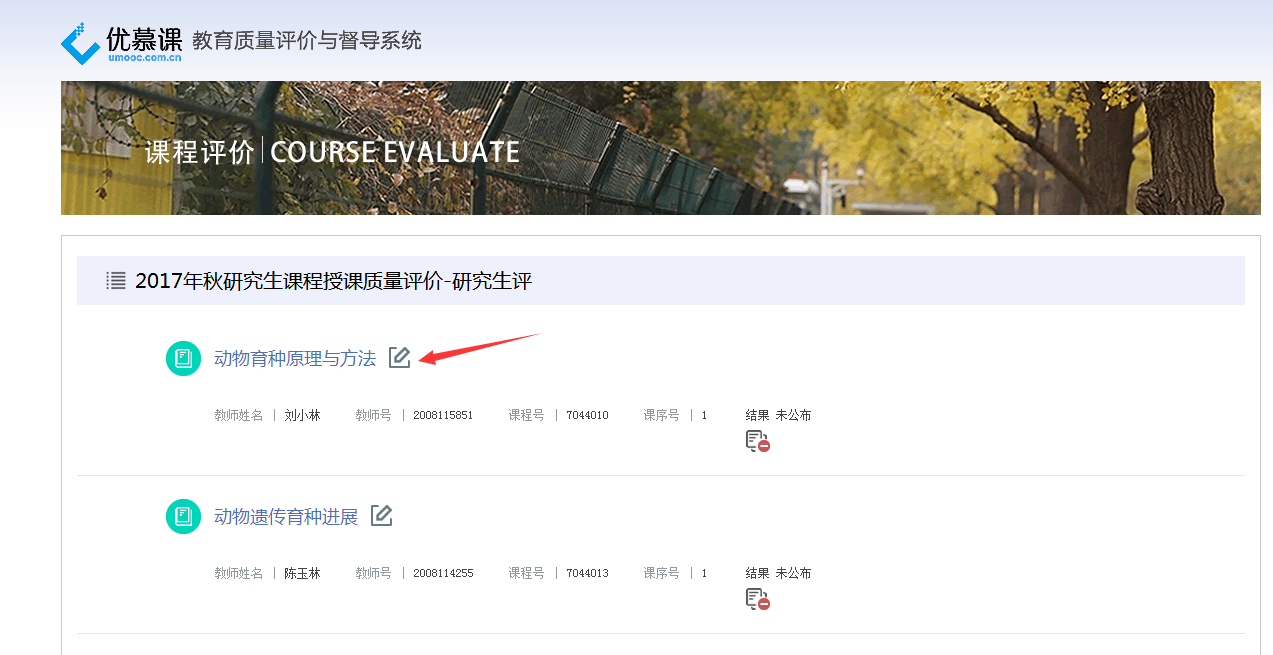 优慕课 教育质量评价与督导系统
umooc.com.cn
课程评价 | COURSE EVALUATE
2017年秋研究生课程授课质量评价-研究生评
动物育种原理与方法
教师姓名 | 刘小林 教师号 | 2008115851 课程号 | 7044010 课序号 | 1 结果 未公布
动物遗传育种进展
教师姓名 | 陈玉林 教师号 | 2008114255 课程号 | 7044013 课序号 | 1 结果 未公布